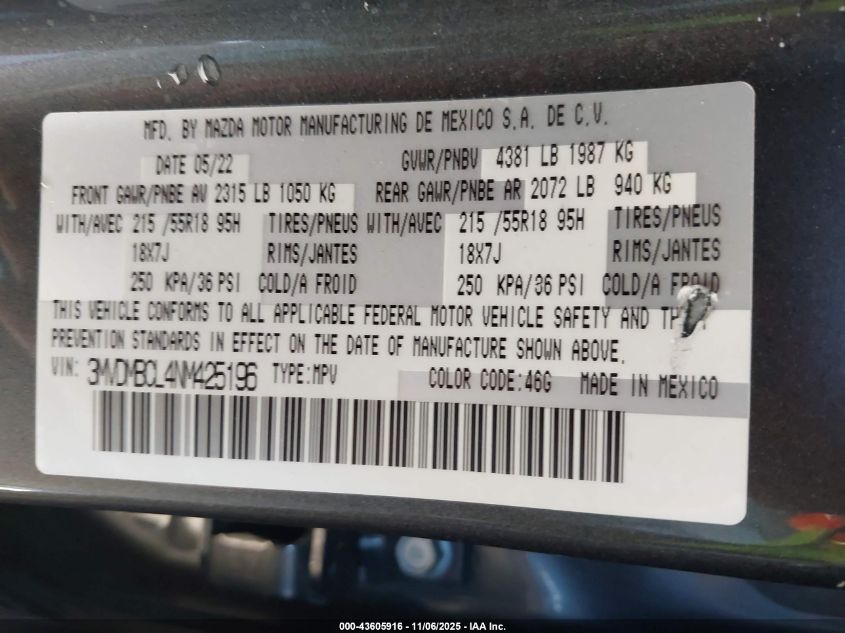 MFD. BY MAZDA MOTOR MANUFACTURING DE MEXICO S.A. DE C.V.
DATE 05/22 GVWR/PNBV 4381 LB 1987 KG
FRONT GAWR/PNBE AV 2315 LB 1050 KG REAR GAWR/PNBE AR 2072 LB 940 KG
WITH/AVEC 215 /55R18 95H TIRES/PNEUS WITH/AVEC 215 /55R18 95H TIRES/PNEUS
18X7J RIMS/JANTES 18X7J RIMS/JANTES
250 KPA/36 PSI COLD/A FROID 250 KPA/36 PSI COLD/A FROID
THIS VEHICLE CONFORMS TO ALL APPLICABLE FEDERAL MOTOR VEHICLE SAFETY AND
PREVENTION STANDARDS IN EFFECT ON THE DATE OF MANUFACTURE SHOWN ABOVE.
VIN: 3MVDMBCL4NM425196 TYPE:MPV COLOR CODE:46G MADE IN MEXICO
000-43605916 - 11/06/2025 - IAA Inc.